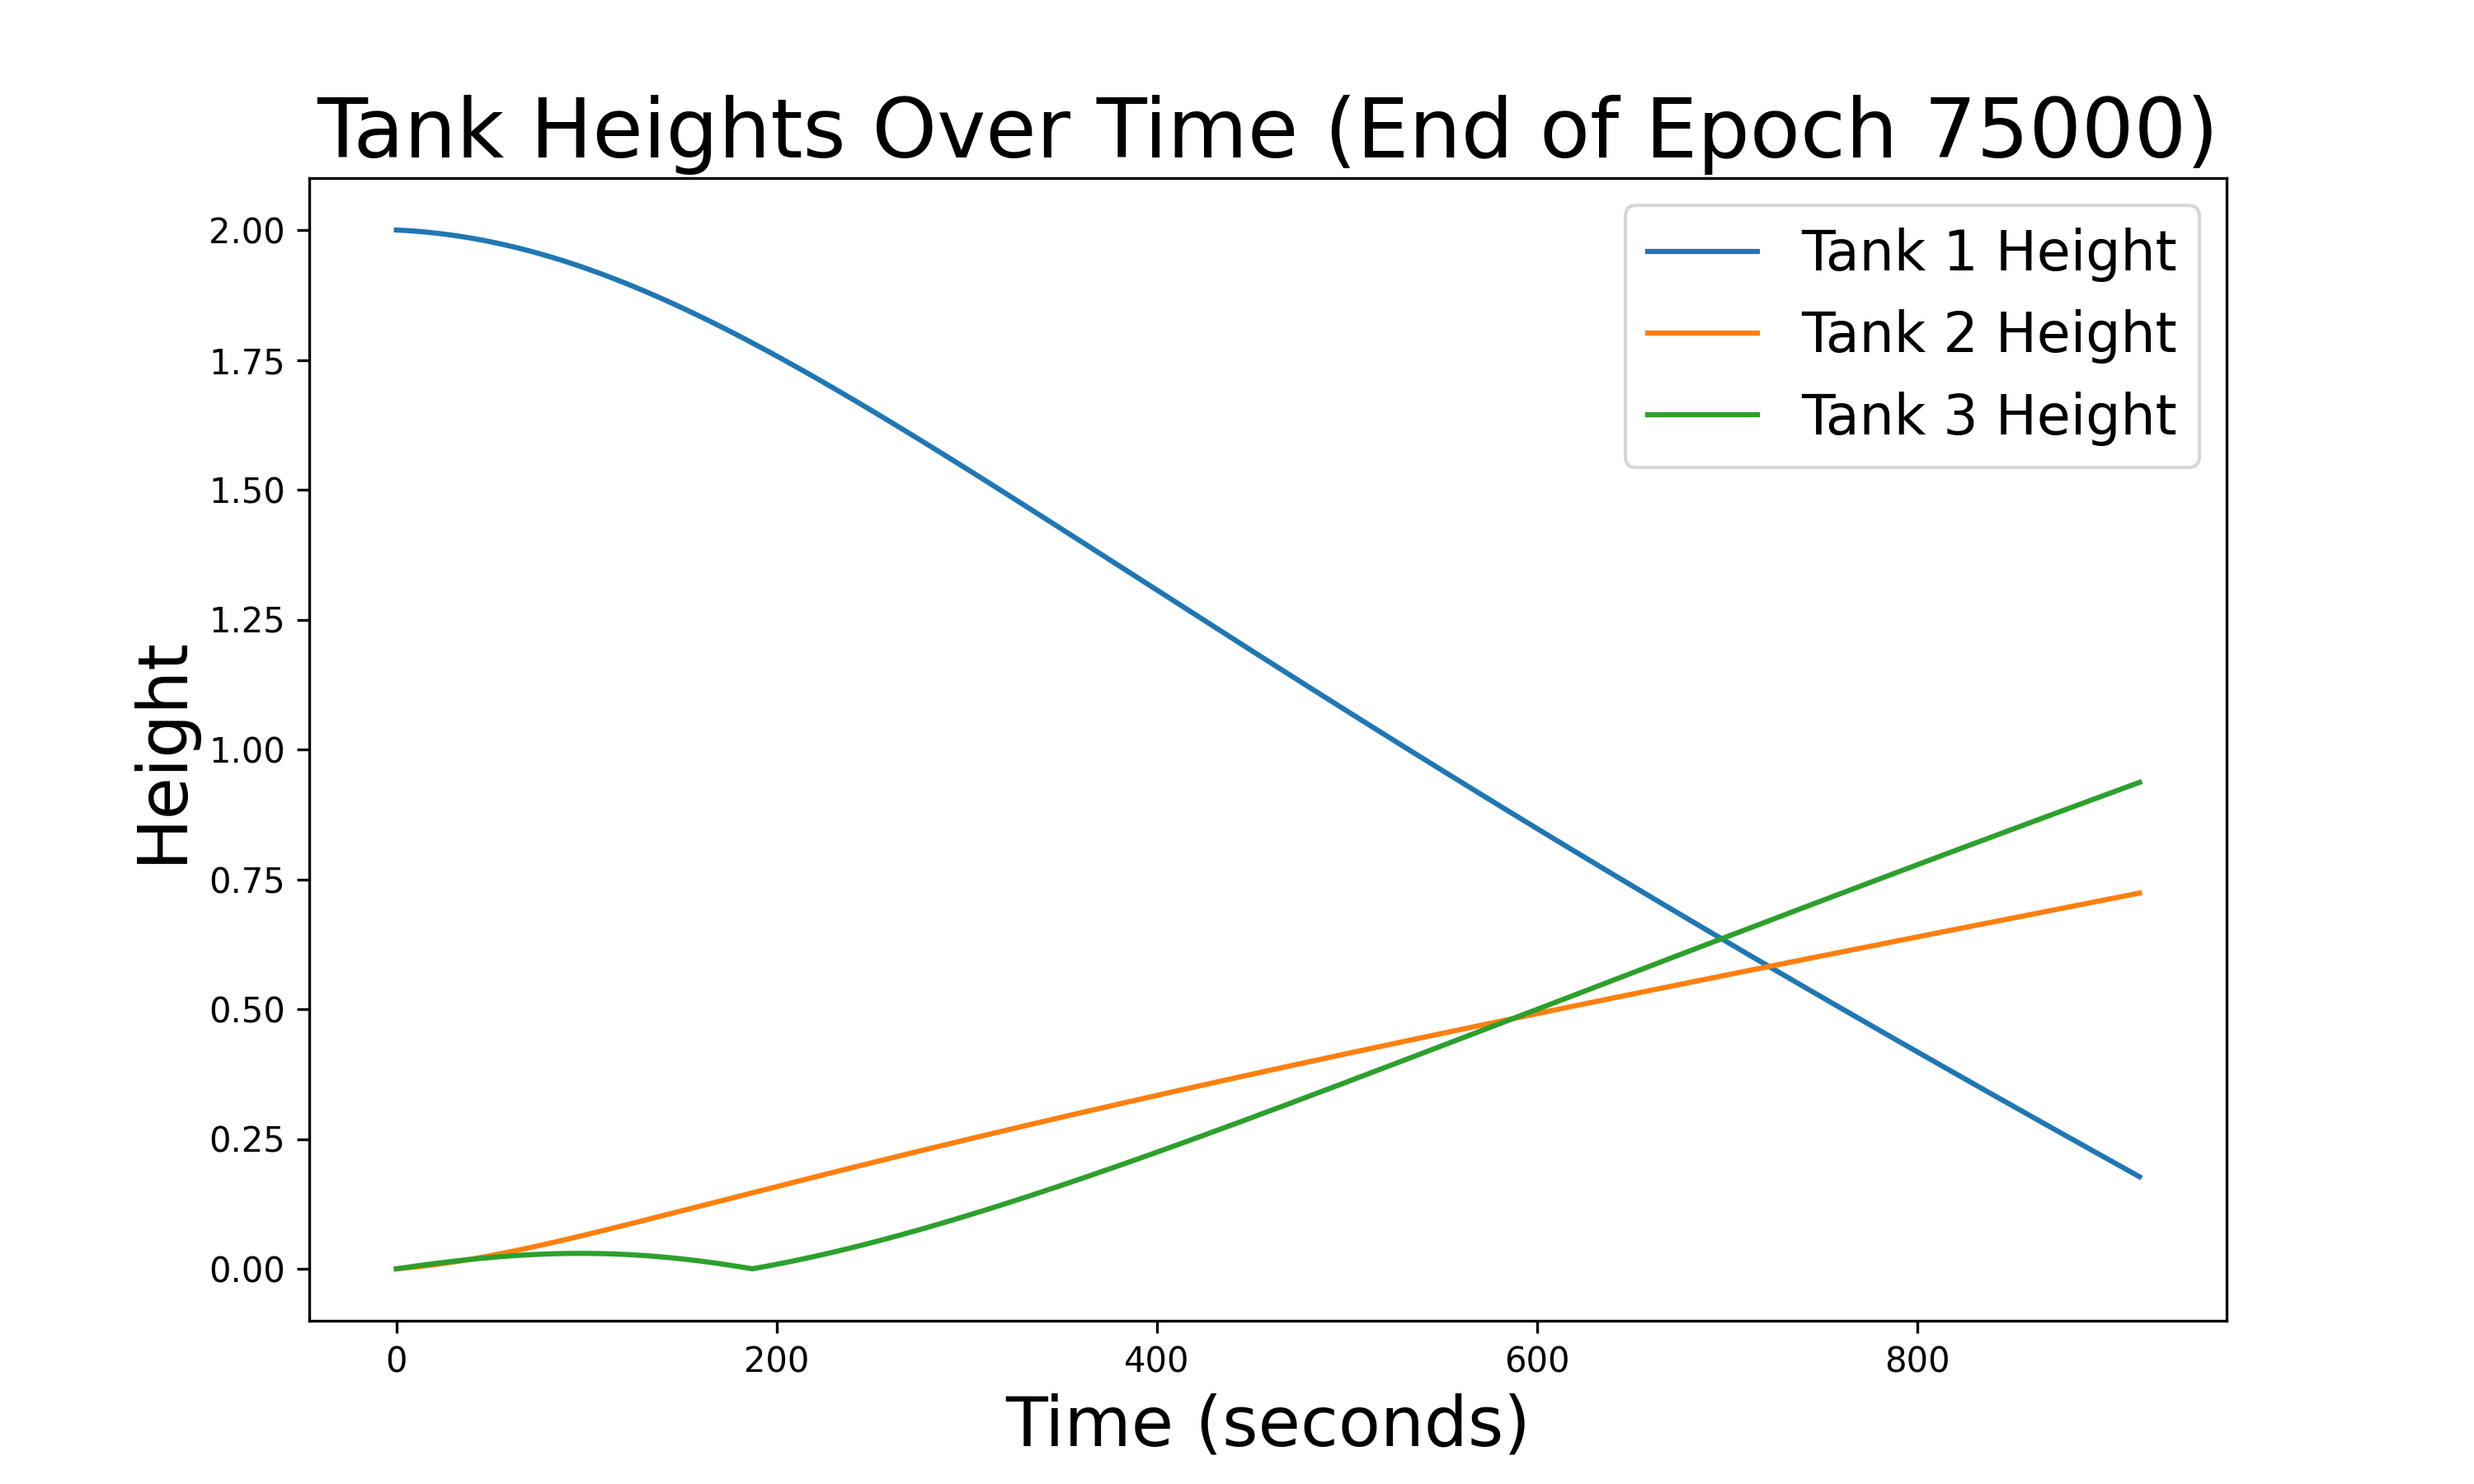 Tank Heights Over Time (End of Epoch 75000)
Tank 1 Height
Tank 2 Height
Tank 3 Height
Height
2.00
1.75
1.50
1.25
1.00
0.75
0.50
0.25
0.00
0 200 400 600 800
Time (seconds)